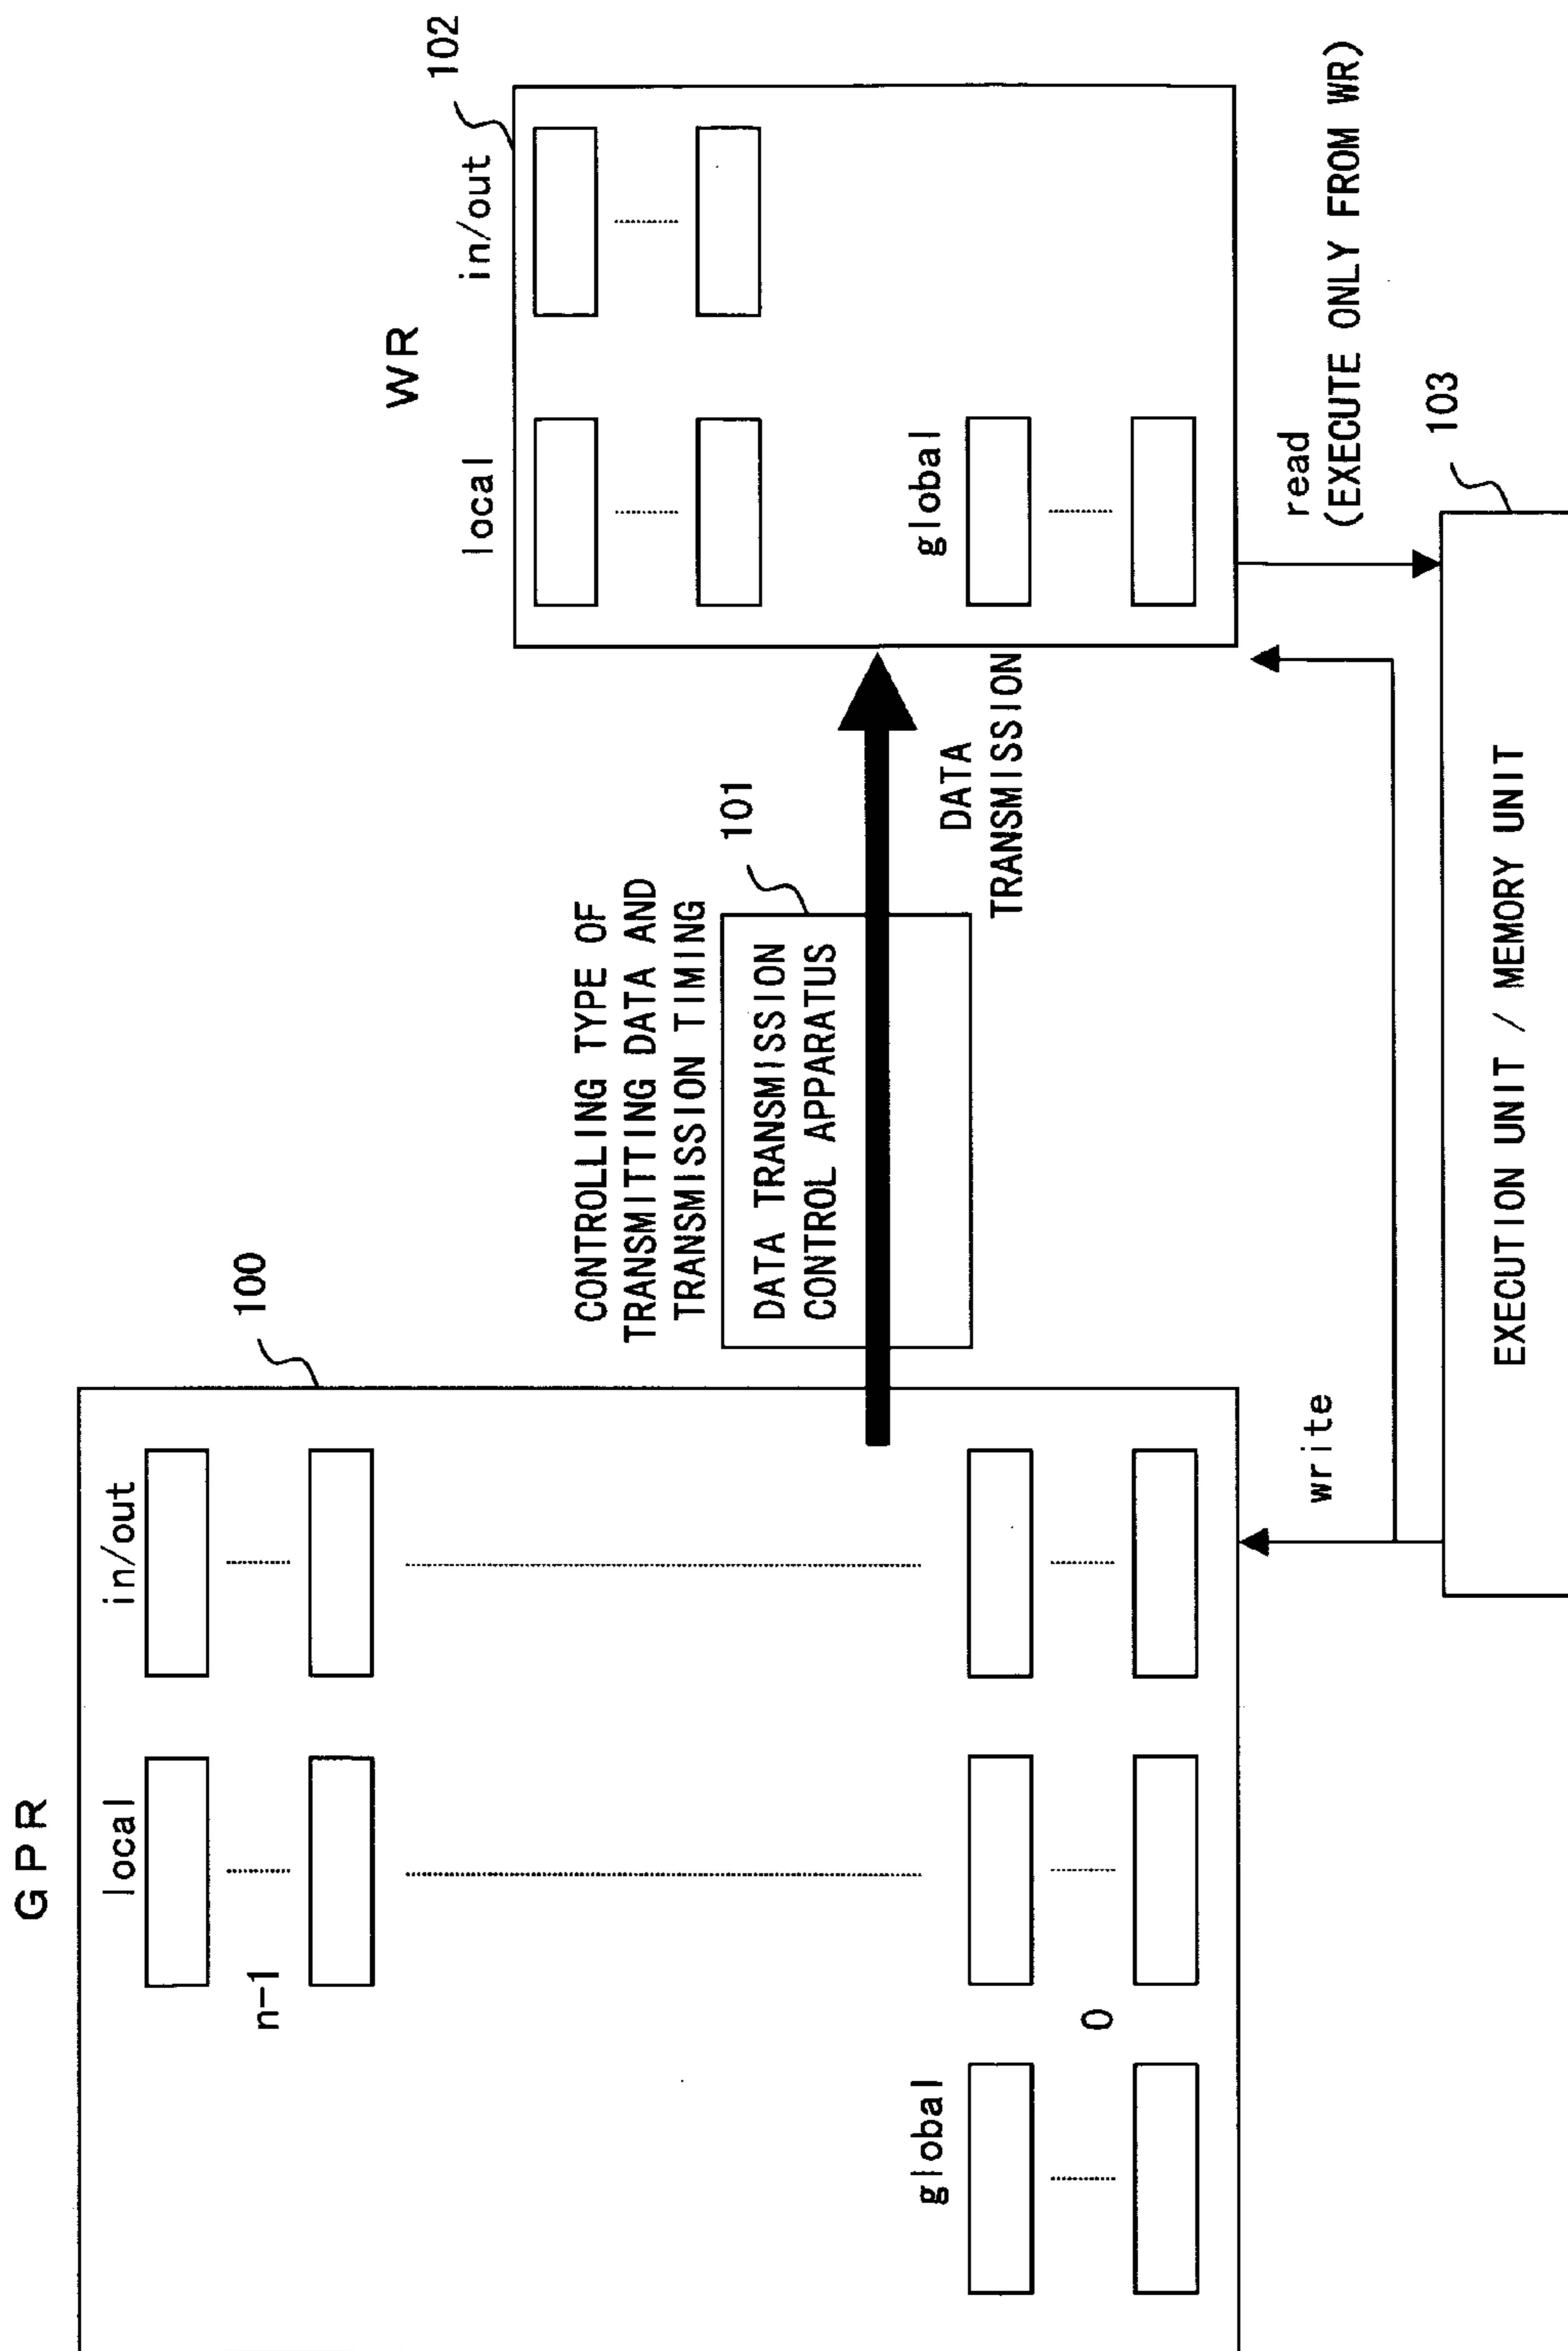 GPR
local
in/out
n-1
global
0
100
CONTROLLING TYPE OF
TRANSMITTING DATA AND
TRANSMISSION TIMING
101
DATA TRANSMISSION
CONTROL APPARATUS
DATA
TRANSMISSION
WR
102
local
in/out
global
write
read
(EXECUTE ONLY FROM WR)
103
EXECUTION UNIT / MEMORY UNIT